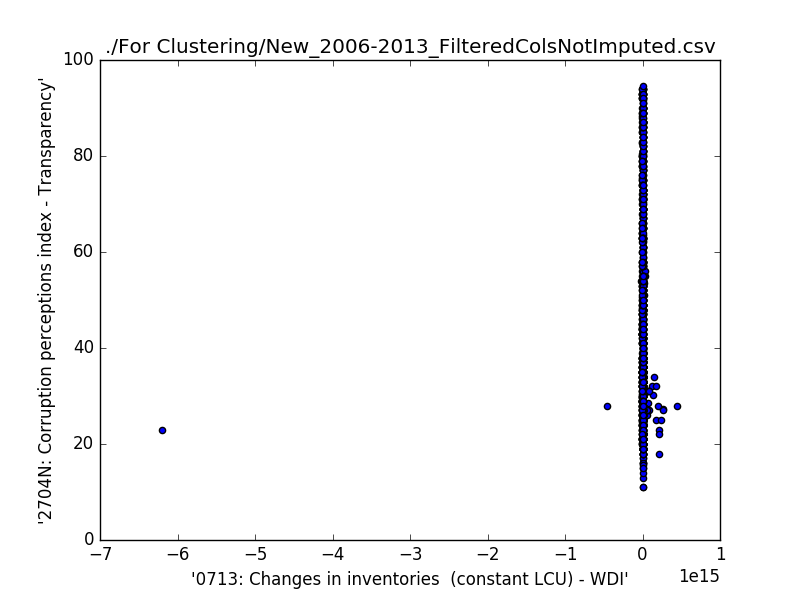 ./For Clustering/New_2006-2013_FilteredColsNotImputed.csv
'2704N: Corruption perceptions index - Transparency'
100
80
60
40
20
0
−7 −6 −5 −4 −3 −2 −1 0 1
1e15
'0713: Changes in inventories  (constant LCU) - WDI'